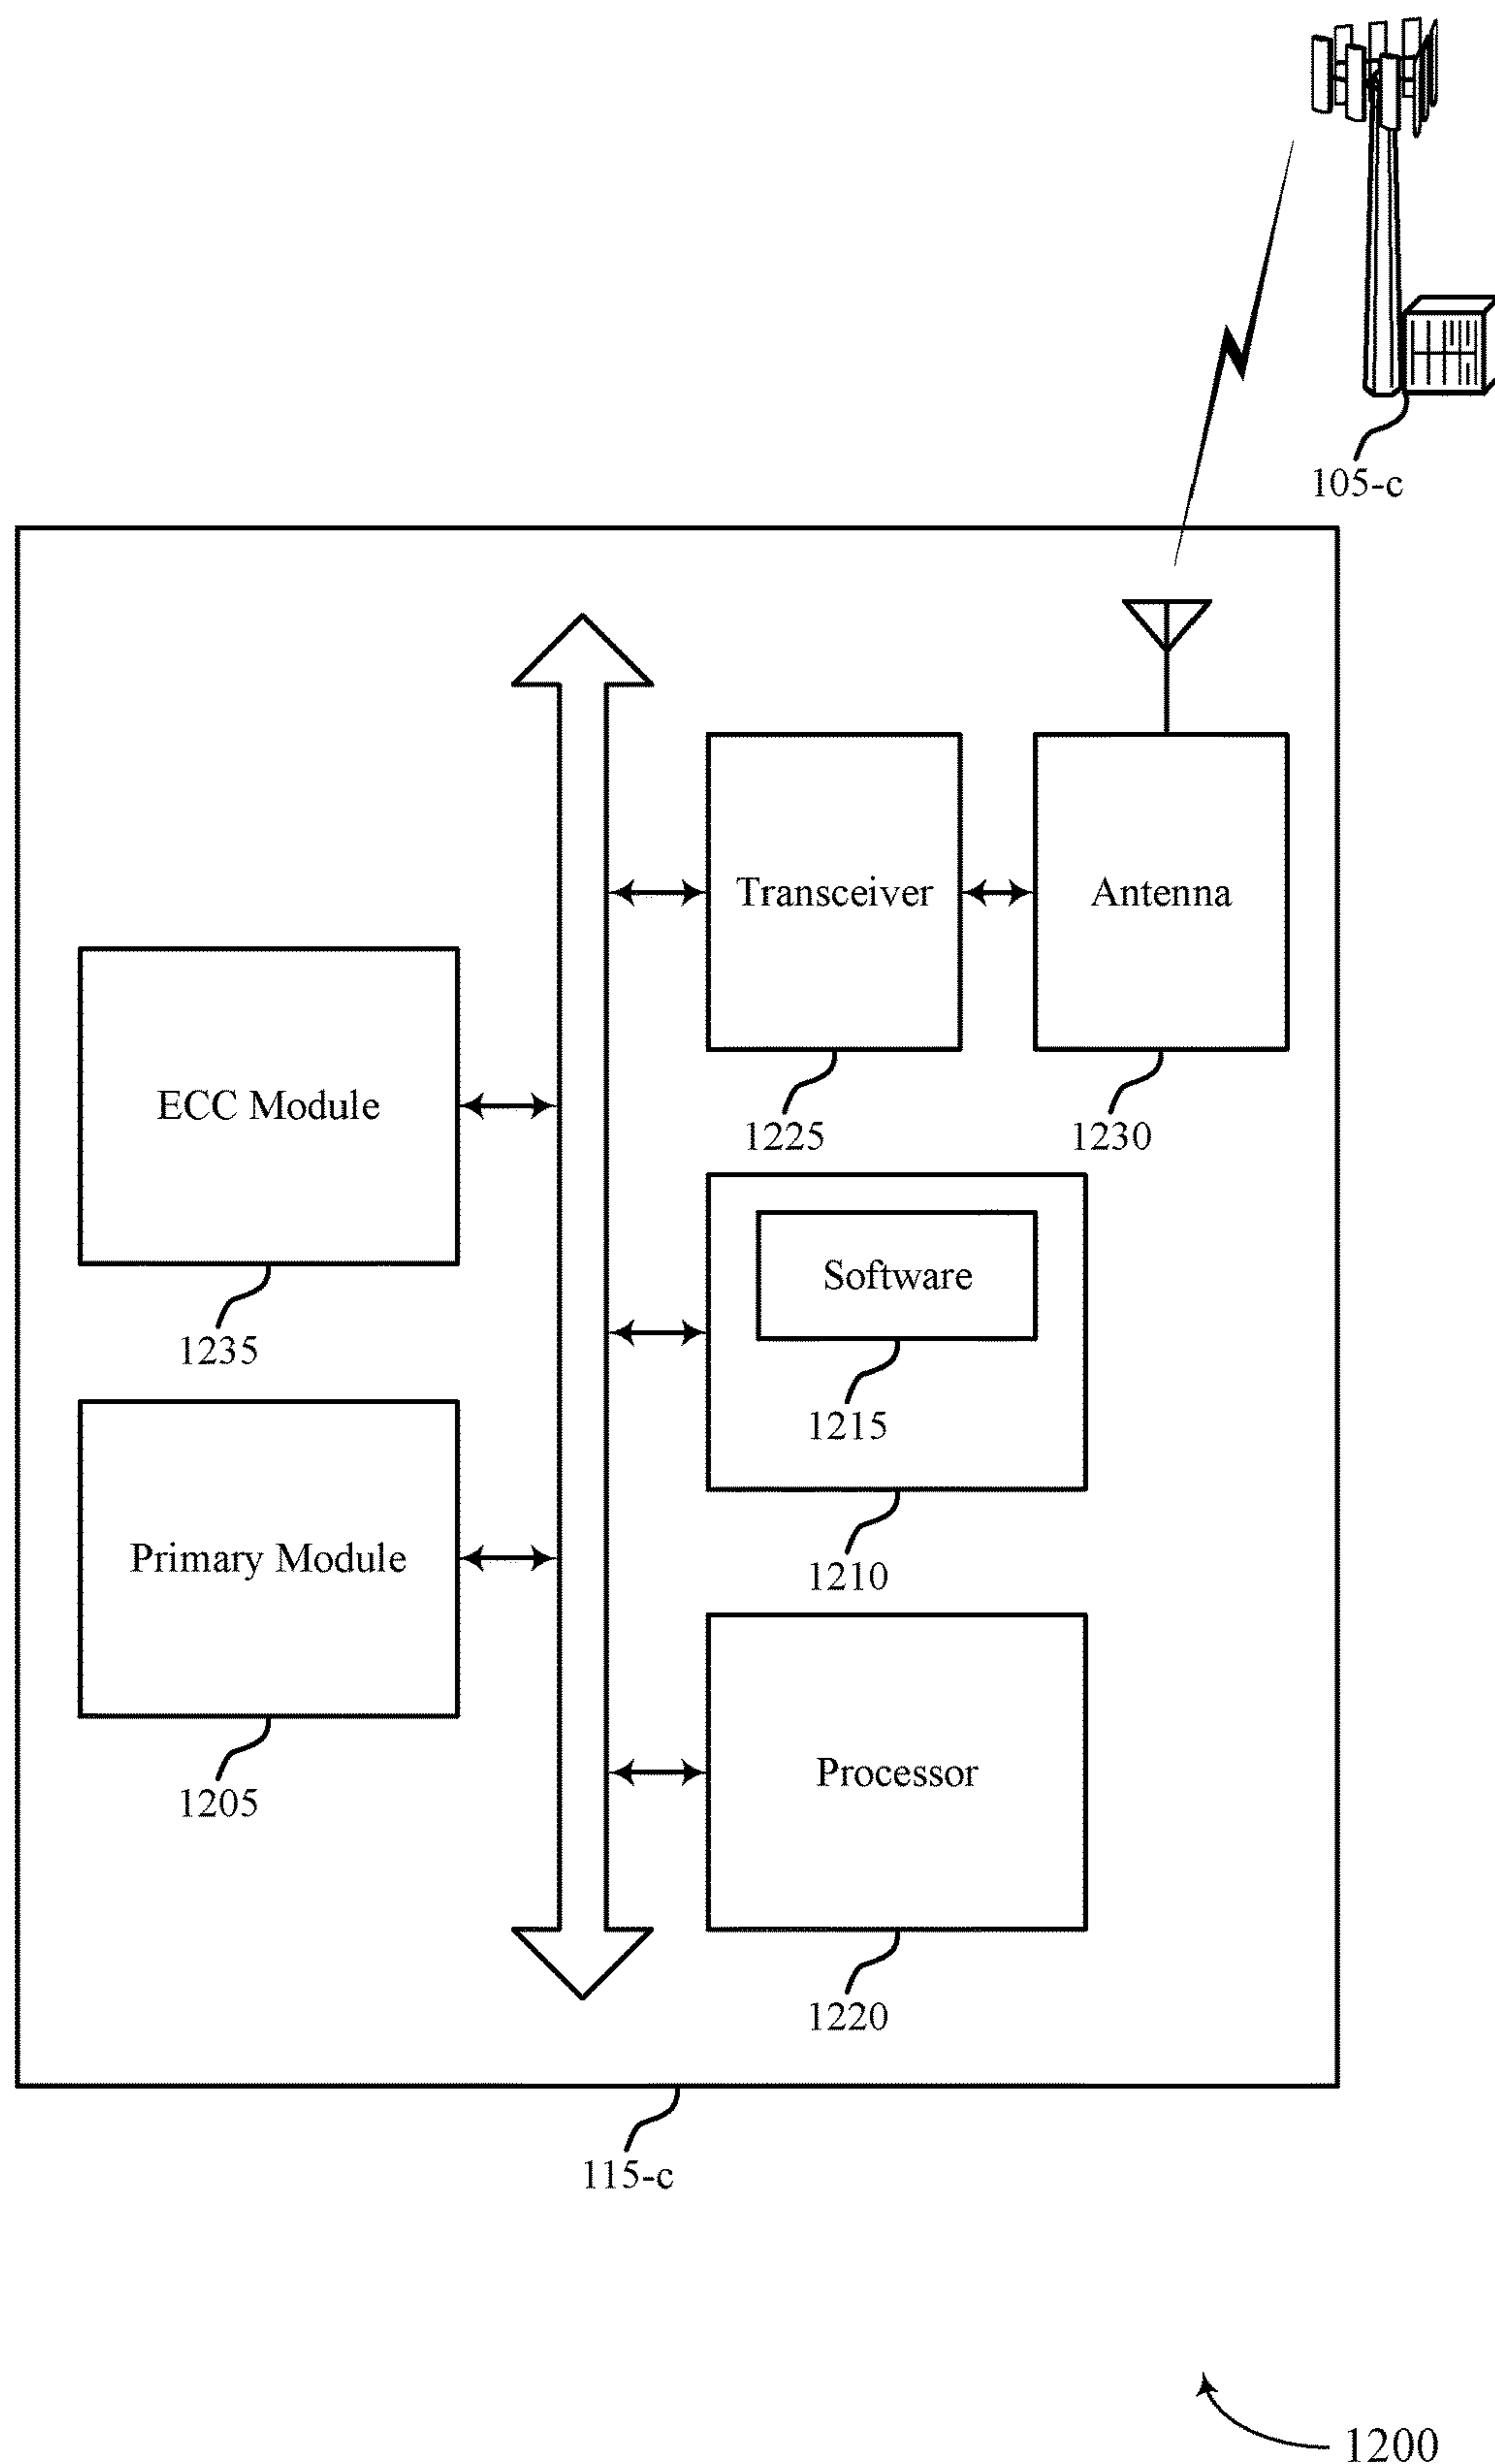 105-c
Transceiver
Antenna
ECC Module
1225
1230
Software
1235
1215
Primary Module
1210
Processor
1205
1220
115-c
1200